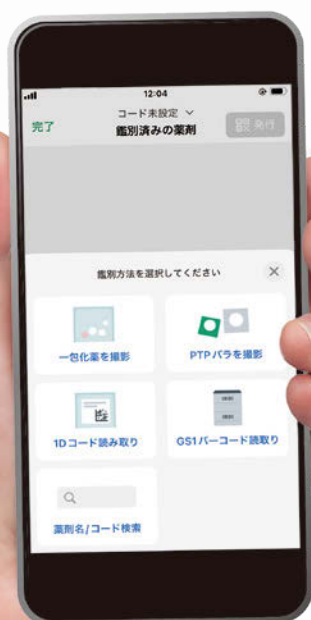 12:04
完了
コード未設定
鑑別済みの薬剤
発行
鑑別方法を選択してください
一包化薬を撮影
PTPバラを撮影
1Dコード読み取り
GS1バーコード読取り
薬剤名/コード検索